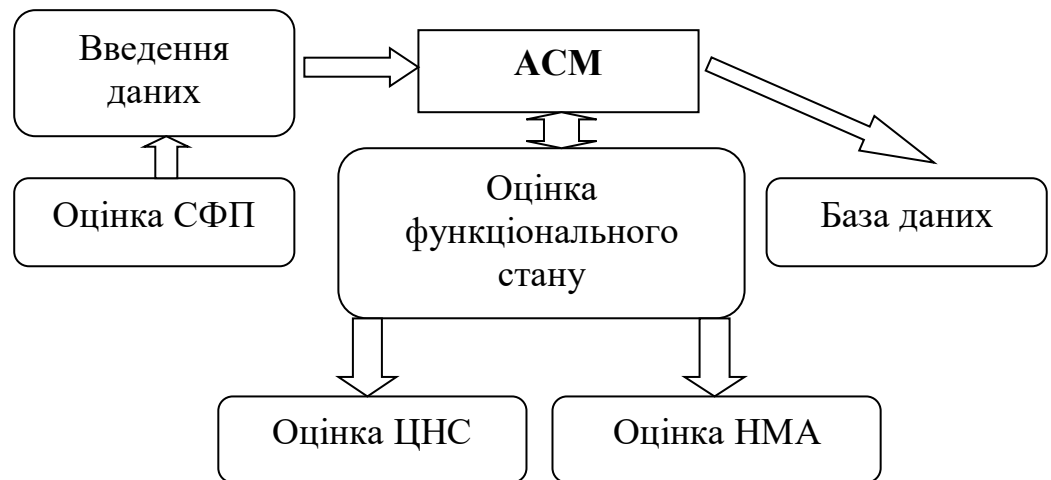 Введення
даних
АСМ
Оцінка СФП
Оцінка
функціонального
стану
База даних
Оцінка ЦНС
Оцінка НМА